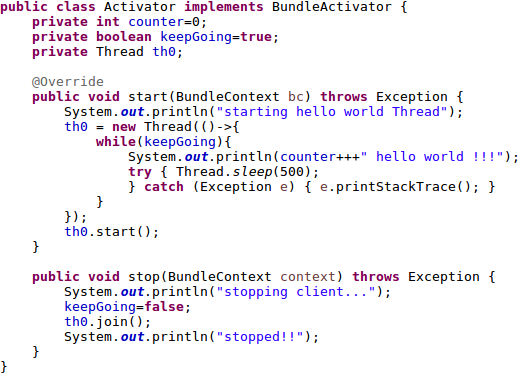 public class Activator implements BundleActivator {
    private int counter=0;
    private boolean keepGoing=true;
    private Thread th0;

    @Override
    public void start(BundleContext bc) throws Exception {
        System.out.println("starting hello world Thread");
        th0 = new Thread(()->{
            while(keepGoing){
                System.out.println(counter+++" hello world !!!");
                try { Thread.sleep(500);
                } catch (Exception e) { e.printStackTrace(); }
            }
        });
        th0.start();
    }

    public void stop(BundleContext context) throws Exception {
        System.out.println("stopping client...");
        keepGoing=false;
        th0.join();
        System.out.println("stopped!!");
    }
}